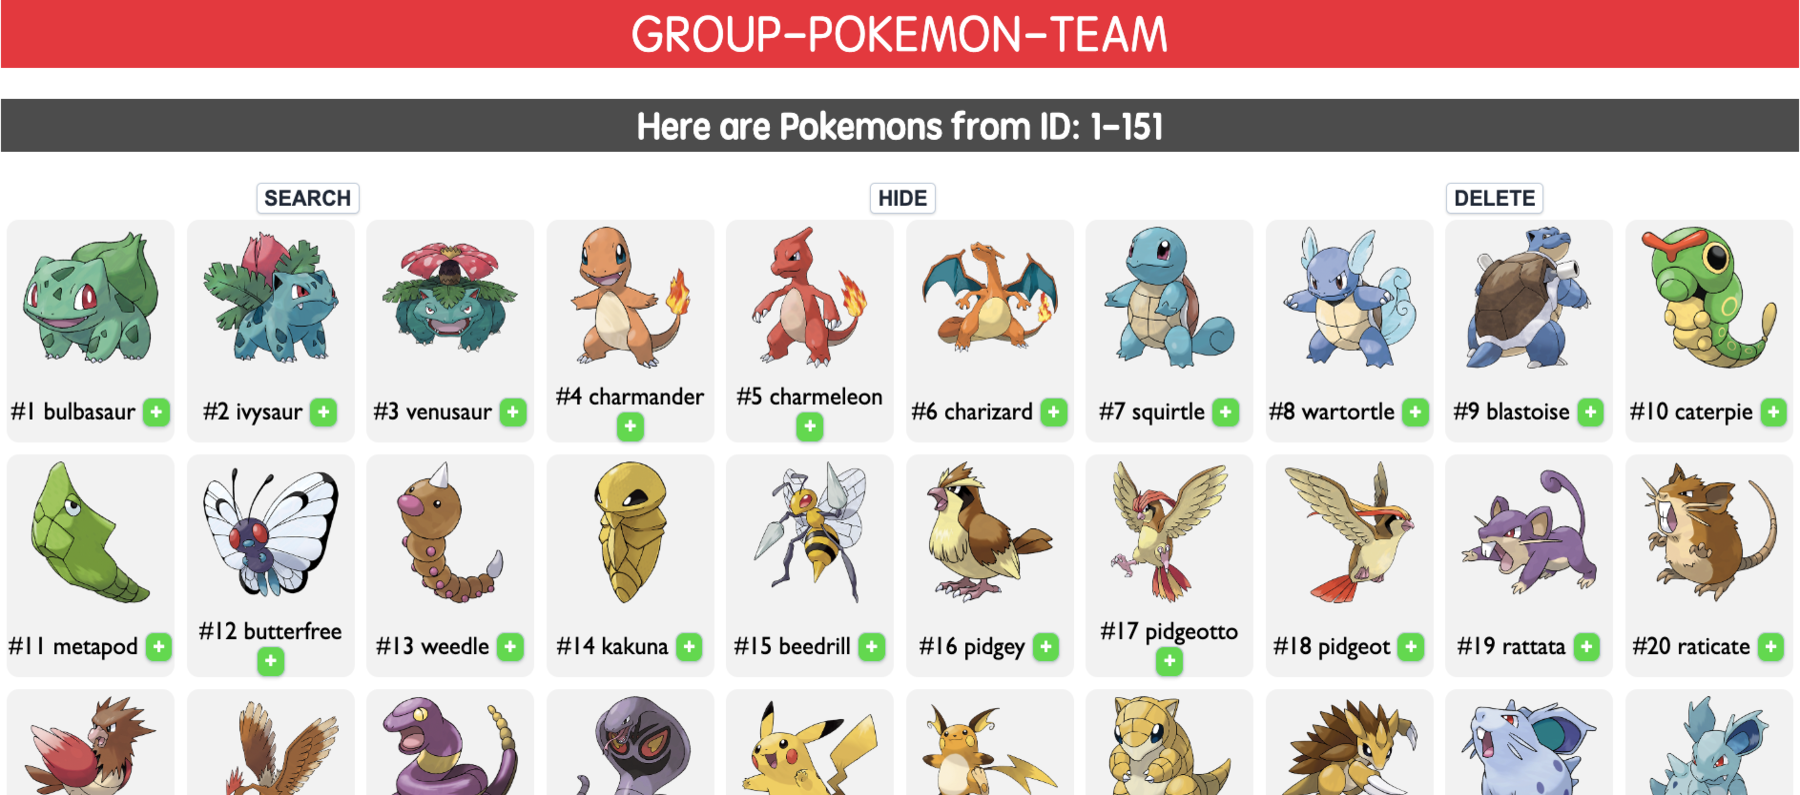 GROUP-POKEMON-TEAM
Here are Pokemons from ID: 1-151
SEARCH
HIDE
DELETE
#1 bulbasaur +
#2 ivysaur +
#3 venusaur +
#4 charmander
+
#5 charmeleon
+
#6 charizard +
#7 squirtle +
#8 wartortle +
#9 blastoise +
#10 caterpie +
#11 metapod +
#12 butterfree
+
#13 weedle +
#14 kakuna +
#15 beedrill +
#16 pidgey +
#17 pidgeotto
+
#18 pidgeot +
#19 rattata +
#20 raticate +